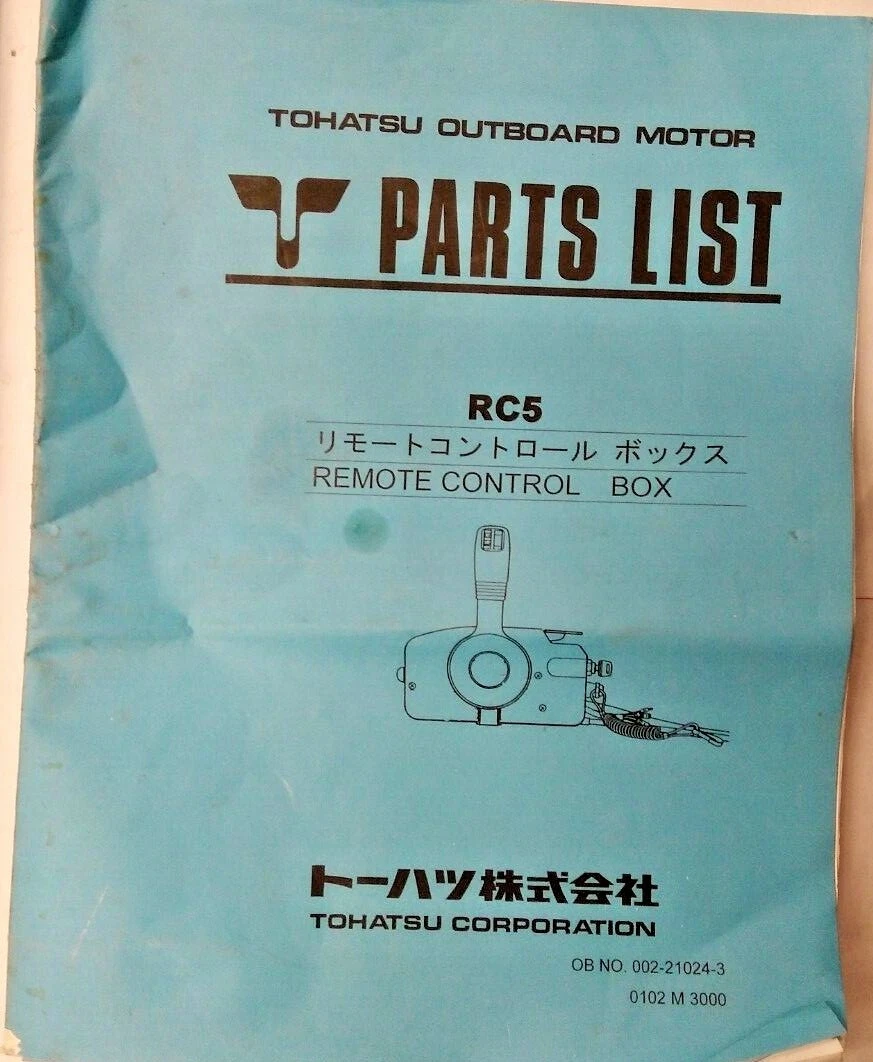 TOHATSU OUTBOARD MOTOR
PARTS LIST
RC5
リモートコントロール ボックス
REMOTE CONTROL BOX
トーハツ株式会社
TOHATSU CORPORATION
OB NO. 002-21024-3
0102 M 3000